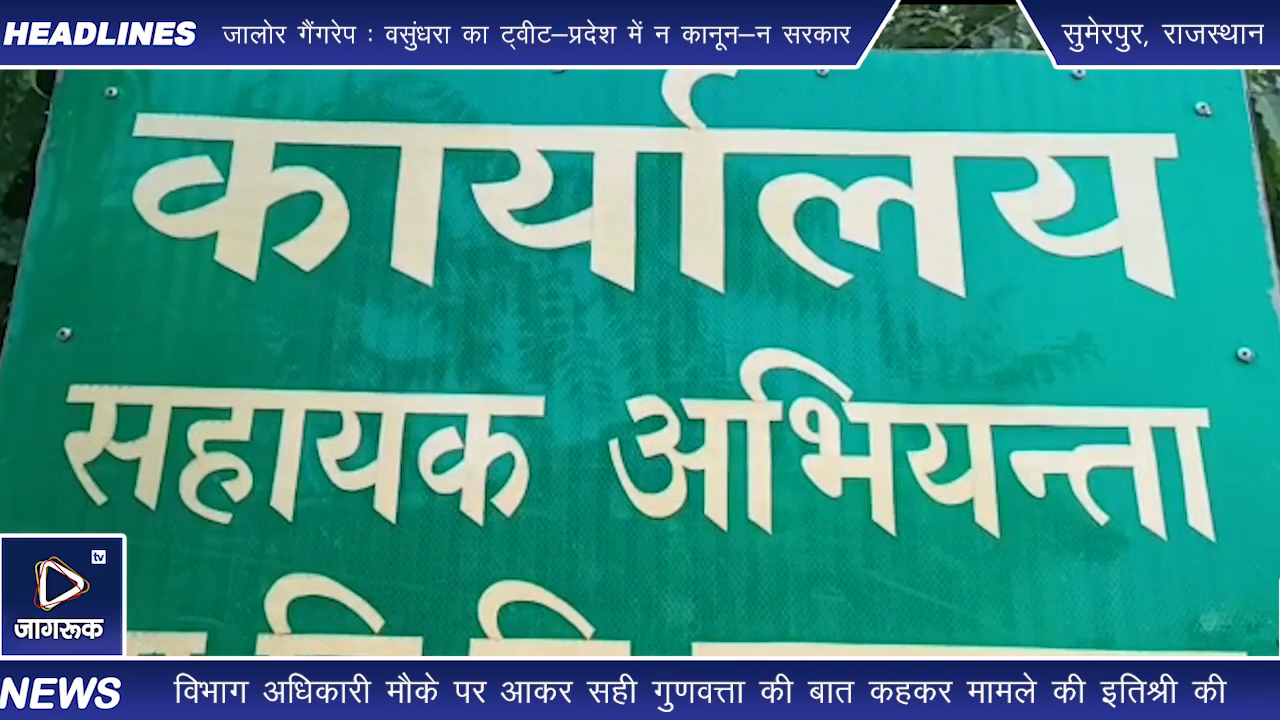 HEADLINES जालोर गैंगरेप : वसुंधरा का ट्वीट–प्रदेश में न कानून–न सरकार
सुमेरपुर, राजस्थान
कार्यालय
सहायक अभियन्ता
tv
जागरूक
NEWS विभाग अधिकारी मौके पर आकर सही गुणवत्ता की बात कहकर मामले की इतिश्री की